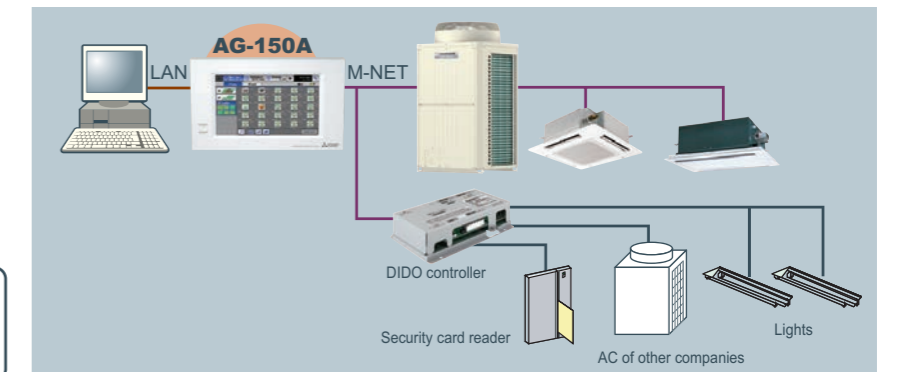 AG-150A
LAN
M-NET
DIDO controller
Security card reader
AC of other companies
Lights